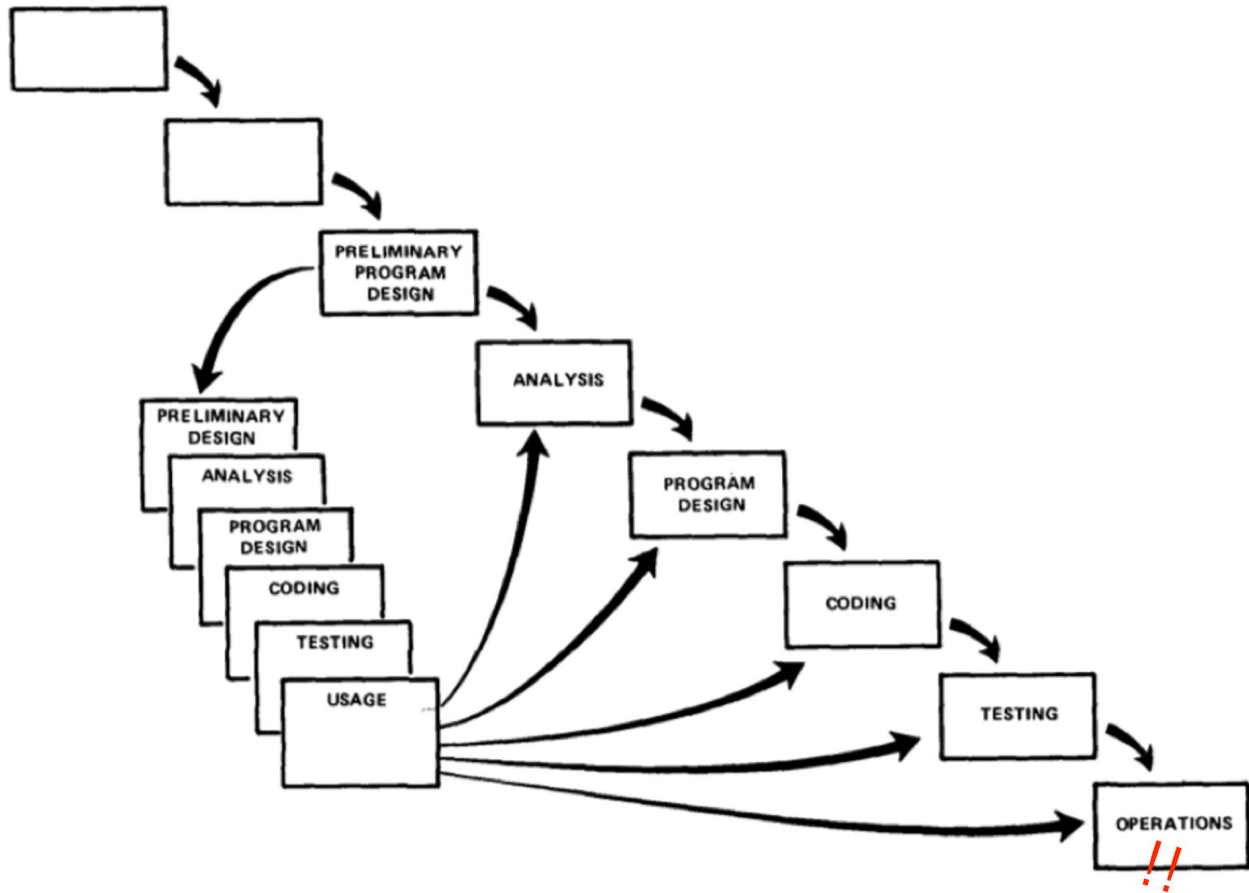 PRELIMINARY
PROGRAM
DESIGN
ANALYSIS
PROGRAM
DESIGN
CODING
TESTING
OPERATIONS
!!
PRELIMINARY
DESIGN
ANALYSIS
PROGRAM
DESIGN
CODING
TESTING
USAGE